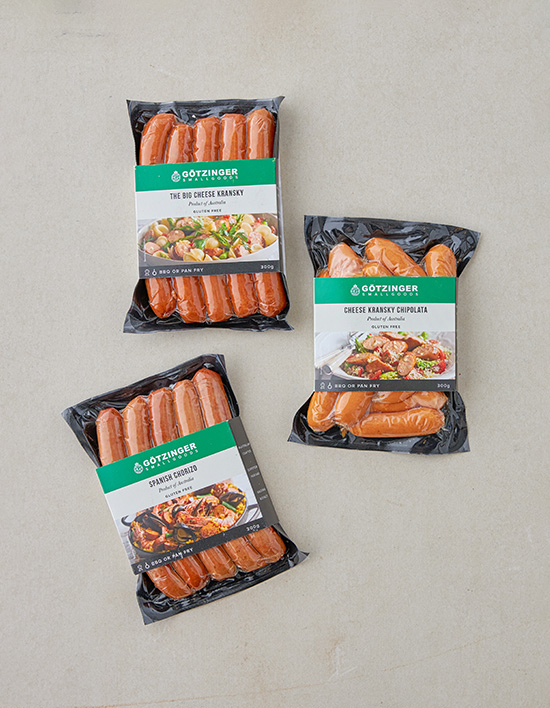 GÖTZINGER
SMALLGOODS
THE BIG CHEESE KRANSKY
Product of Australia
GLUTEN FREE
BBQ OR PAN FRY
300g
GÖTZINGER
SMALLGOODS
CHEESE KRANSKY CHIPOLATA
Product of Australia
GLUTEN FREE
BBQ OR PAN FRY
300g
GÖTZINGER
SMALLGOODS
SPANISH CHORIZO
Product of Australia
GLUTEN FREE
BBQ OR PAN FRY
300g